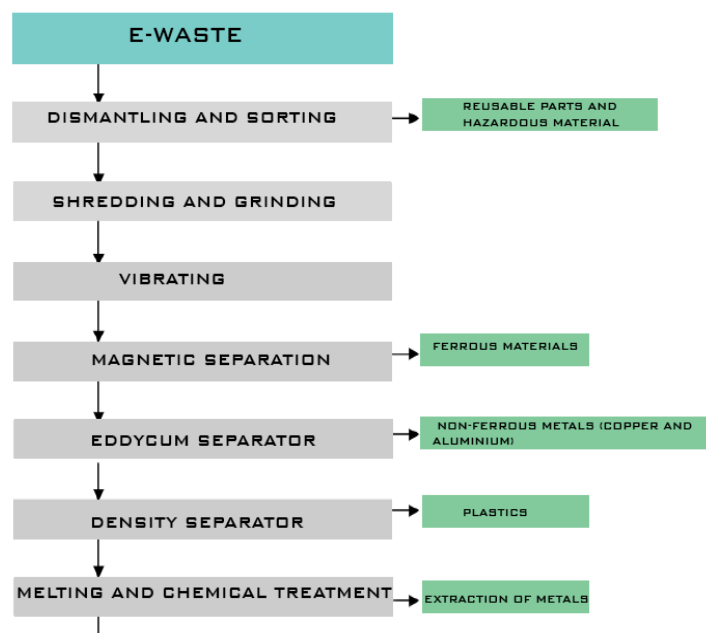 E-WASTE
DISMANTLING AND SORTING
REUSABLE PARTS AND
HAZARDOUS MATERIAL
SHREDDING AND GRINDING
VIBRATING
MAGNETIC SEPARATION
FERROUS MATERIALS
EDDYCUM SEPARATOR
NON-FERROUS METALS (COPPER AND
ALUMINIUM)
DENSITY SEPARATOR
PLASTICS
MELTING AND CHEMICAL TREATMENT
EXTRACTION OF METALS